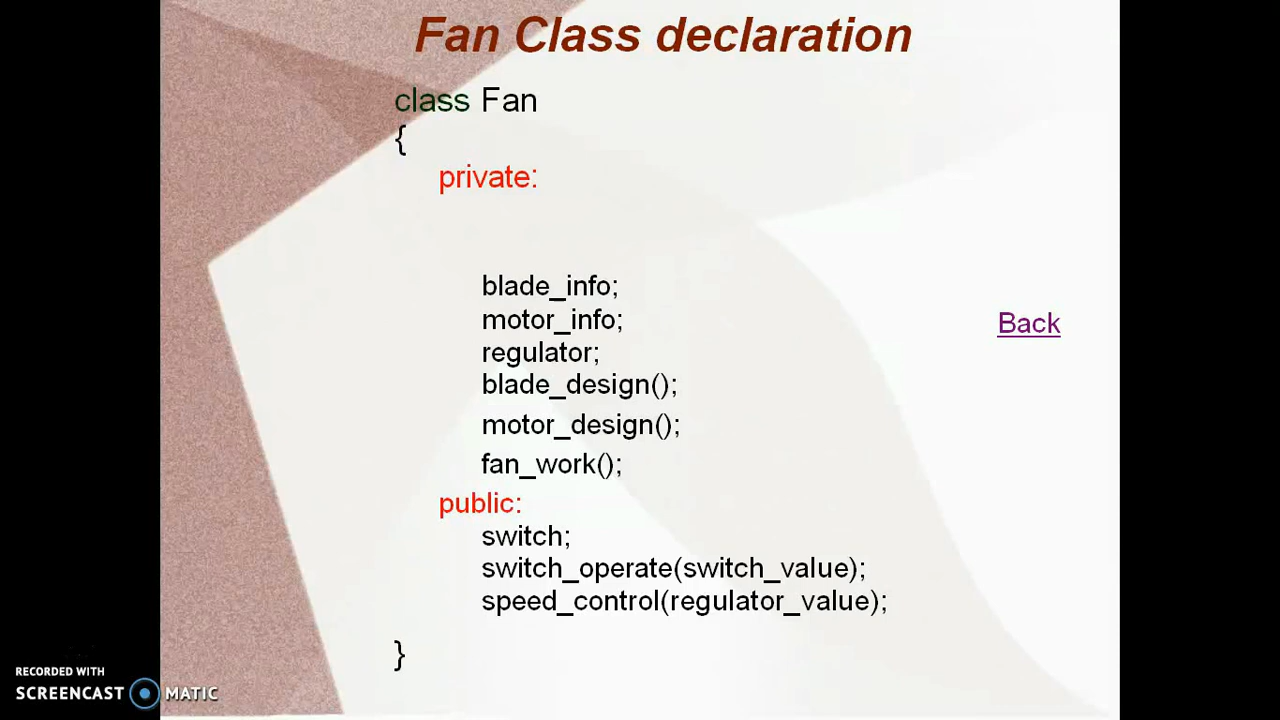 Fan Class declaration
class Fan
{
private:
blade_info;
motor_info;
regulator;
blade_design();
motor_design();
fan_work();
public:
switch;
switch_operate(switch_value);
speed_control(regulator_value);
}
Back
RECORDED WITH
SCREENCAST MATIC